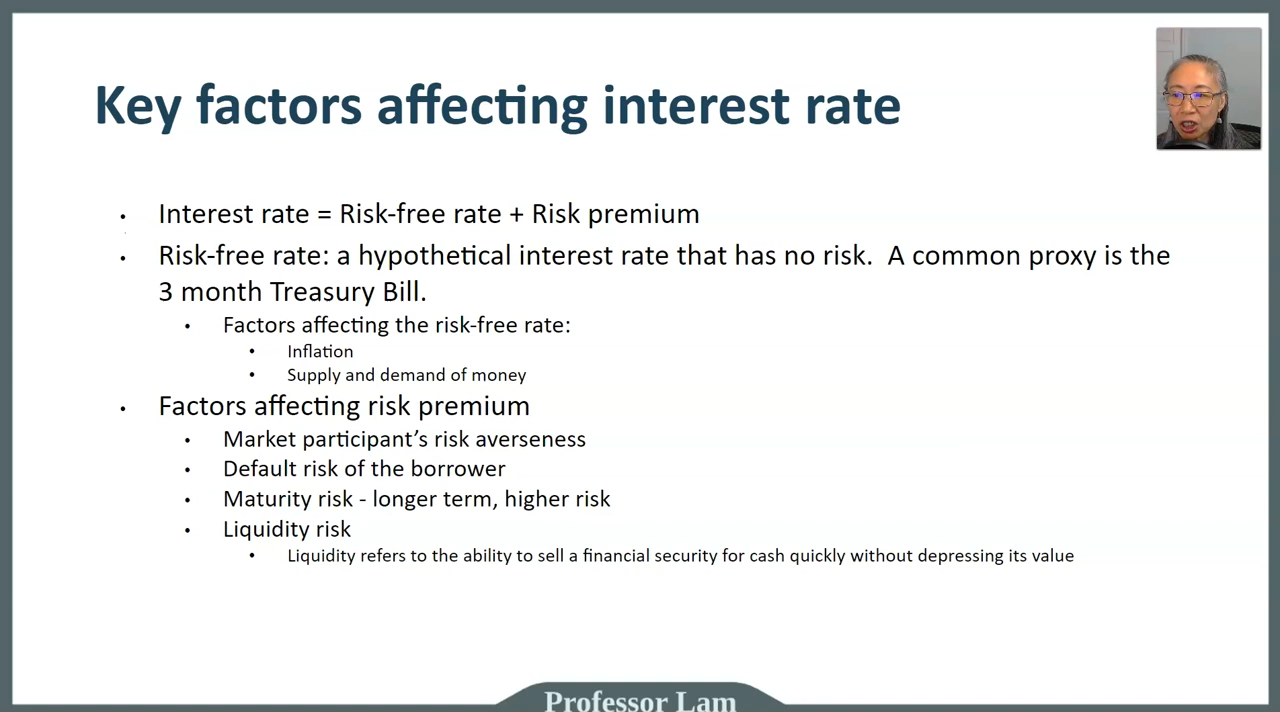 Key factors affecting interest rate
• Interest rate = Risk-free rate + Risk premium
• Risk-free rate: a hypothetical interest rate that has no risk.  A common proxy is the
3 month Treasury Bill.
• Factors affecting the risk-free rate:
• Inflation
• Supply and demand of money
• Factors affecting risk premium
• Market participant’s risk averseness
• Default risk of the borrower
• Maturity risk - longer term, higher risk
• Liquidity risk
• Liquidity refers to the ability to sell a financial security for cash quickly without depressing its value
Professor Lam